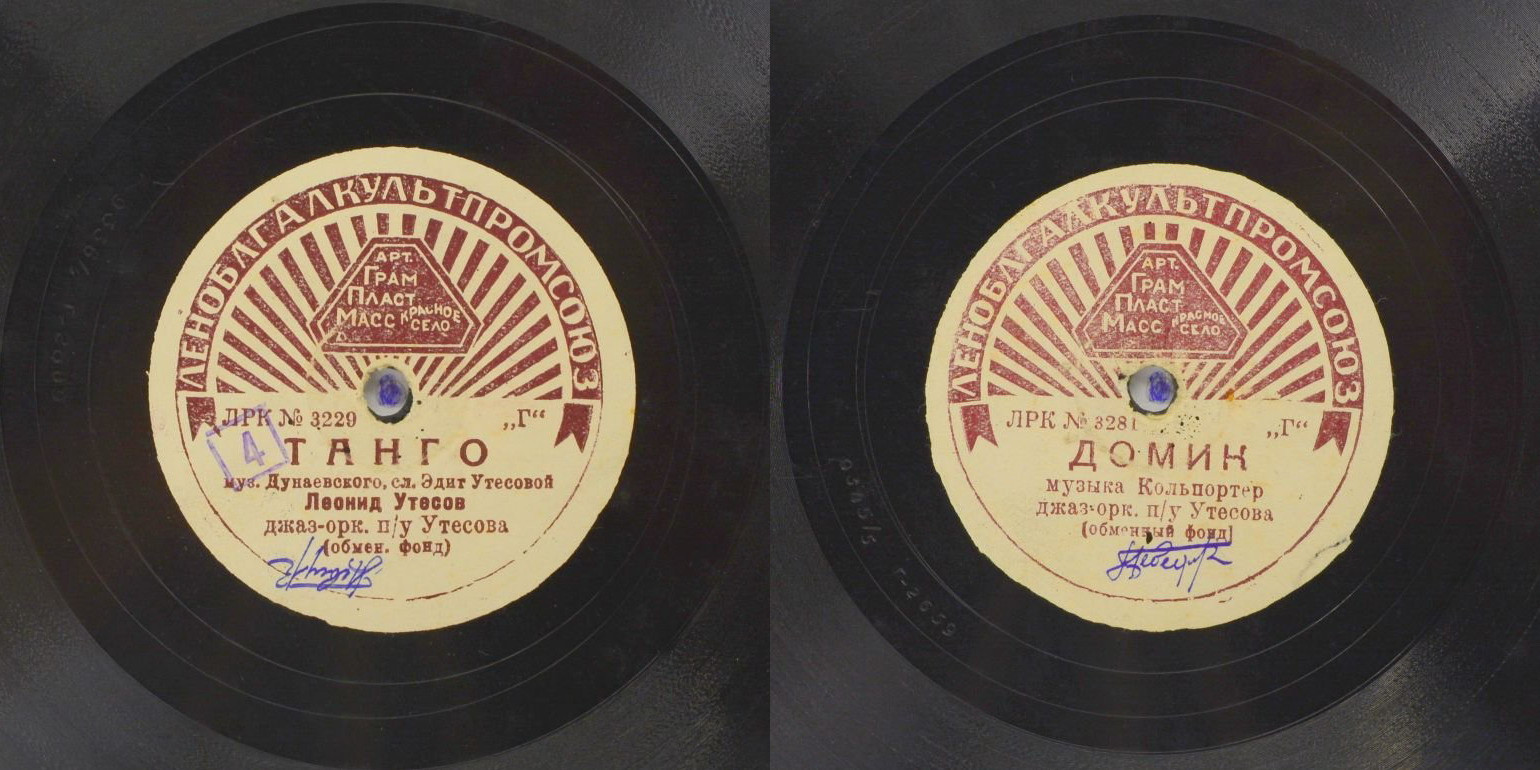 ЛЕНОБЛГАЛКУЛЬТПРОМСОЮЗ
АРТ.
ГРАМ
ПЛАСТ
МАСС КРАСНОЕ
СЕЛО
ЛРК № 3229 „Г“
4
ТАНГО
муз. Дунаевского, сл. Эдит Утесовой
Леонид Утесов
джаз-орк. п/у Утесова
(обмен. фонд)
ЛЕНОБЛГАЛКУЛЬТПРОМСОЮЗ
АРТ.
ГРАМ
ПЛАСТ
МАСС КРАСНОЕ
СЕЛО
ЛРК № 3281 „Г“
ДОМИК
музыка Кольпортер
джаз-орк. п/у Утесова
(обменный фонд)
г-2669